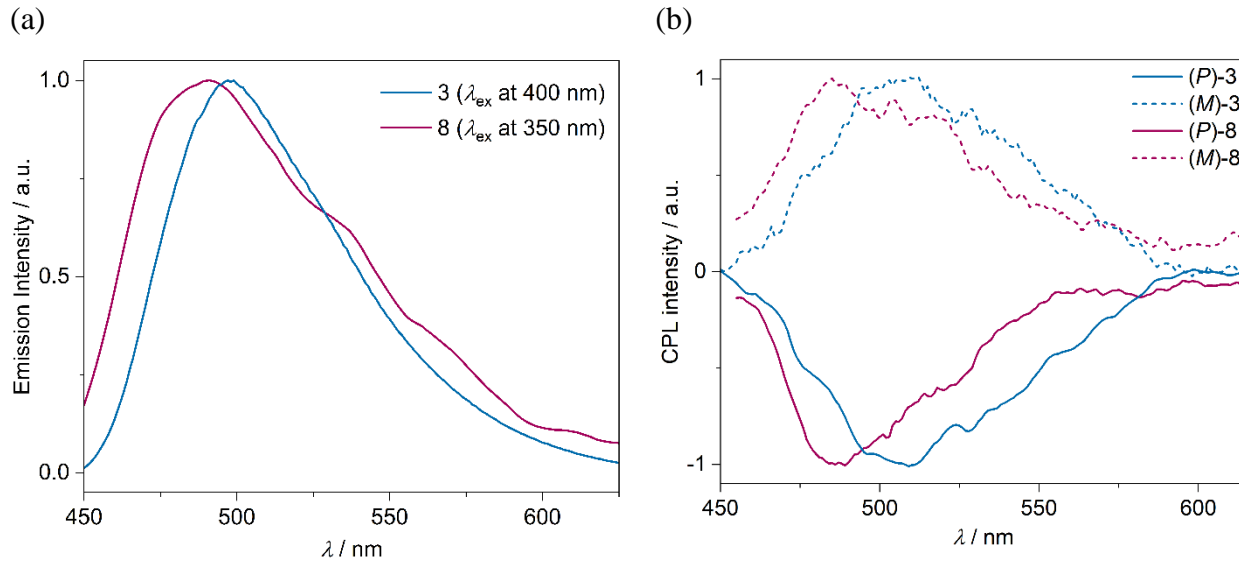 (a)
1.0
0.5
0.0
Emission Intensity / a.u.
3 (λex at 400 nm)
8 (λex at 350 nm)
450
500
550
600
λ / nm
(b)
1
0
-1
CPL intensity / a.u.
(P)-3
(M)-3
(P)-8
(M)-8
450
500
550
600
λ / nm